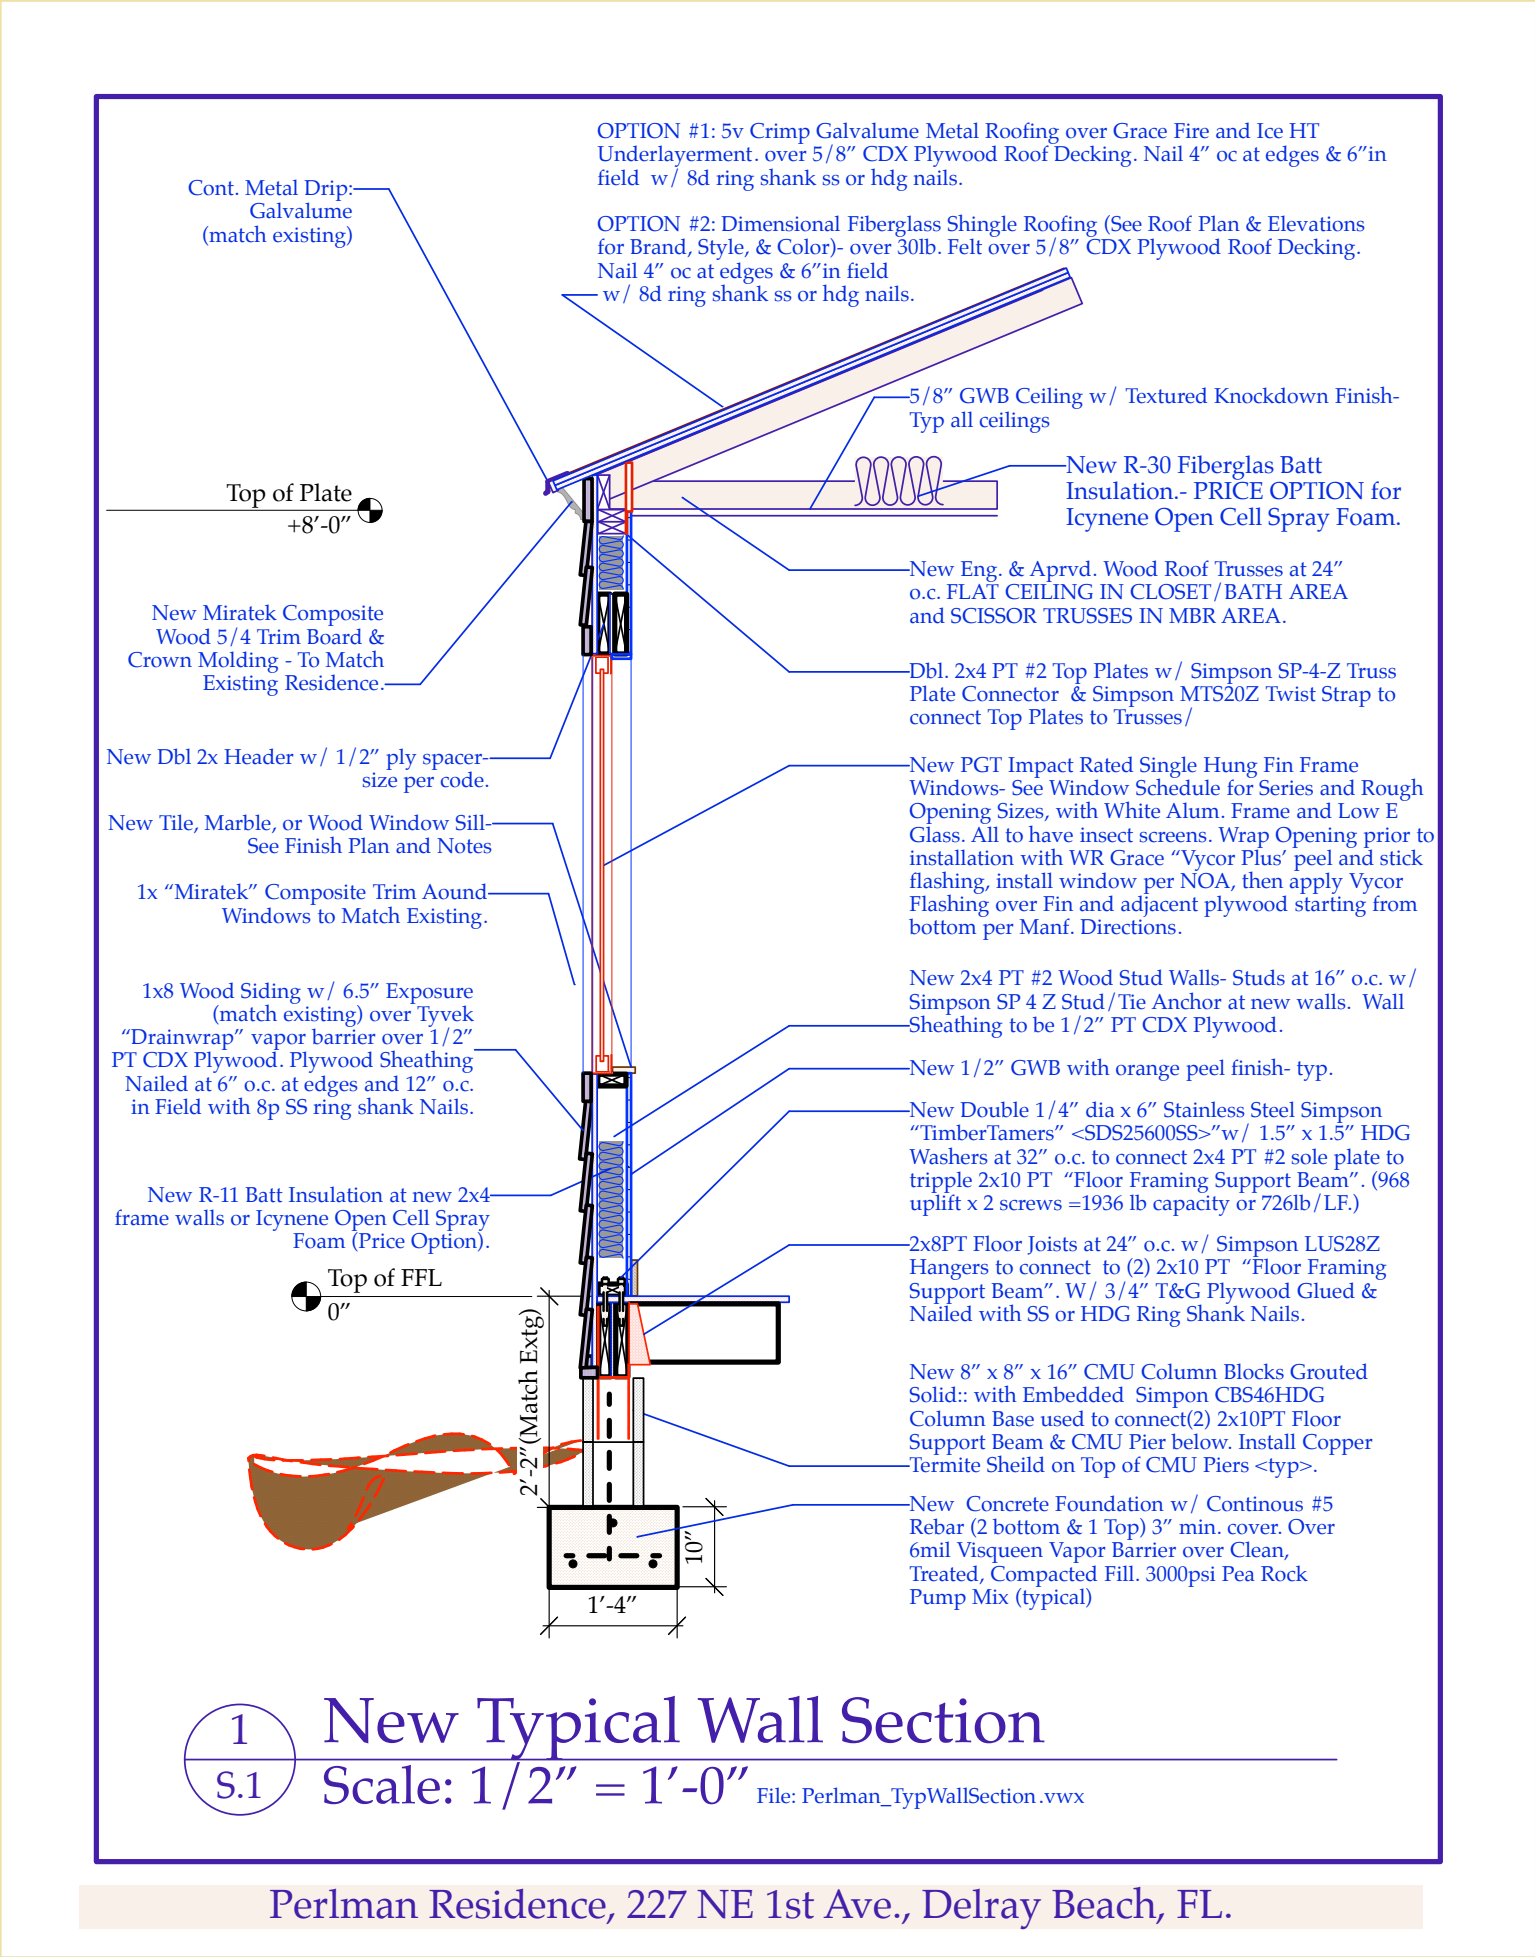 OPTION #1: 5v Crimp Galvalume Metal Roofing over Grace Fire and Ice HT
Underlayerment. over 5/8” CDX Plywood Roof Decking. Nail 4” oc at edges & 6”in
field w/ 8d ring shank ss or hdg nails.
OPTION #2: Dimensional Fiberglass Shingle Roofing (See Roof Plan & Elevations
for Brand, Style, & Color)- over 30lb. Felt over 5/8” CDX Plywood Roof Decking.
Nail 4” oc at edges & 6”in field
w/ 8d ring shank ss or hdg nails.
Cont. Metal Drip:
Galvalume
(match existing)
Top of Plate
+8’-0”
New Miratek Composite
Wood 5/4 Trim Board &
Crown Molding - To Match
Existing Residence.
New Dbl 2x Header w/ 1/2” ply spacer-
size per code.
New Tile, Marble, or Wood Window Sill-
See Finish Plan and Notes
1x “Miratek” Composite Trim Aound
Windows to Match Existing.
1x8 Wood Siding w/ 6.5” Exposure
(match existing) over Tyvek
“Drainwrap” vapor barrier over 1/2”
PT CDX Plywood. Plywood Sheathing
Nailed at 6” o.c. at edges and 12” o.c.
in Field with 8p SS ring shank Nails.
New R-11 Batt Insulation at new 2x4
frame walls or Icynene Open Cell Spray
Foam (Price Option).
Top of FFL
0”
5/8” GWB Ceiling w/ Textured Knockdown Finish-
Typ all ceilings
New R-30 Fiberglas Batt
Insulation.- PRICE OPTION for
Icynene Open Cell Spray Foam.
New Eng. & Aprvd. Wood Roof Trusses at 24”
o.c. FLAT CEILING IN CLOSET/BATH AREA
and SCISSOR TRUSSES IN MBR AREA.
Dbl. 2x4 PT #2 Top Plates w/ Simpson SP-4-Z Truss
Plate Connector & Simpson MTS20Z Twist Strap to
connect Top Plates to Trusses/
New PGT Impact Rated Single Hung Fin Frame
Windows- See Window Schedule for Series and Rough
Opening Sizes, with White Alum. Frame and Low E
Glass. All to have insect screens. Wrap Opening prior to
installation with WR Grace “Vycor Plus’ peel and stick
flashing, install window per NOA, then apply Vycor
Flashing over Fin and adjacent plywood starting from
bottom per Manf. Directions.
New 2x4 PT #2 Wood Stud Walls- Studs at 16” o.c. w/
Simpson SP 4 Z Stud/Tie Anchor at new walls. Wall
Sheathing to be 1/2” PT CDX Plywood.
New 1/2” GWB with orange peel finish- typ.
New Double 1/4” dia x 6” Stainless Steel Simpson
“TimberTamers” <SDS25600SS>”w/ 1.5” x 1.5” HDG
Washers at 32” o.c. to connect 2x4 PT #2 sole plate to
tripple 2x10 PT “Floor Framing Support Beam”. (968
uplift x 2 screws =1936 lb capacity or 726lb/LF.)
2x8PT Floor Joists at 24” o.c. w/ Simpson LUS28Z
Hangers to connect to (2) 2x10 PT “Floor Framing
Support Beam”. W/ 3/4” T&G Plywood Glued &
Nailed with SS or HDG Ring Shank Nails.
New 8” x 8” x 16” CMU Column Blocks Grouted
Solid:: with Embedded Simpon CBS46HDG
Column Base used to connect(2) 2x10PT Floor
Support Beam & CMU Pier below. Install Copper
Termite Sheild on Top of CMU Piers <typ>.
New Concrete Foundation w/ Continous #5
Rebar (2 bottom & 1 Top) 3” min. cover. Over
6mil Visqueen Vapor Barrier over Clean,
Treated, Compacted Fill. 3000psi Pea Rock
Pump Mix (typical)
2’-2”(Match Extg)
10”
1’-4”
1
S.1
New Typical Wall Section
Scale: 1/2” = 1’-0” File: Perlman_TypWallSection.vwx
Perlman Residence, 227 NE 1st Ave., Delray Beach, FL.